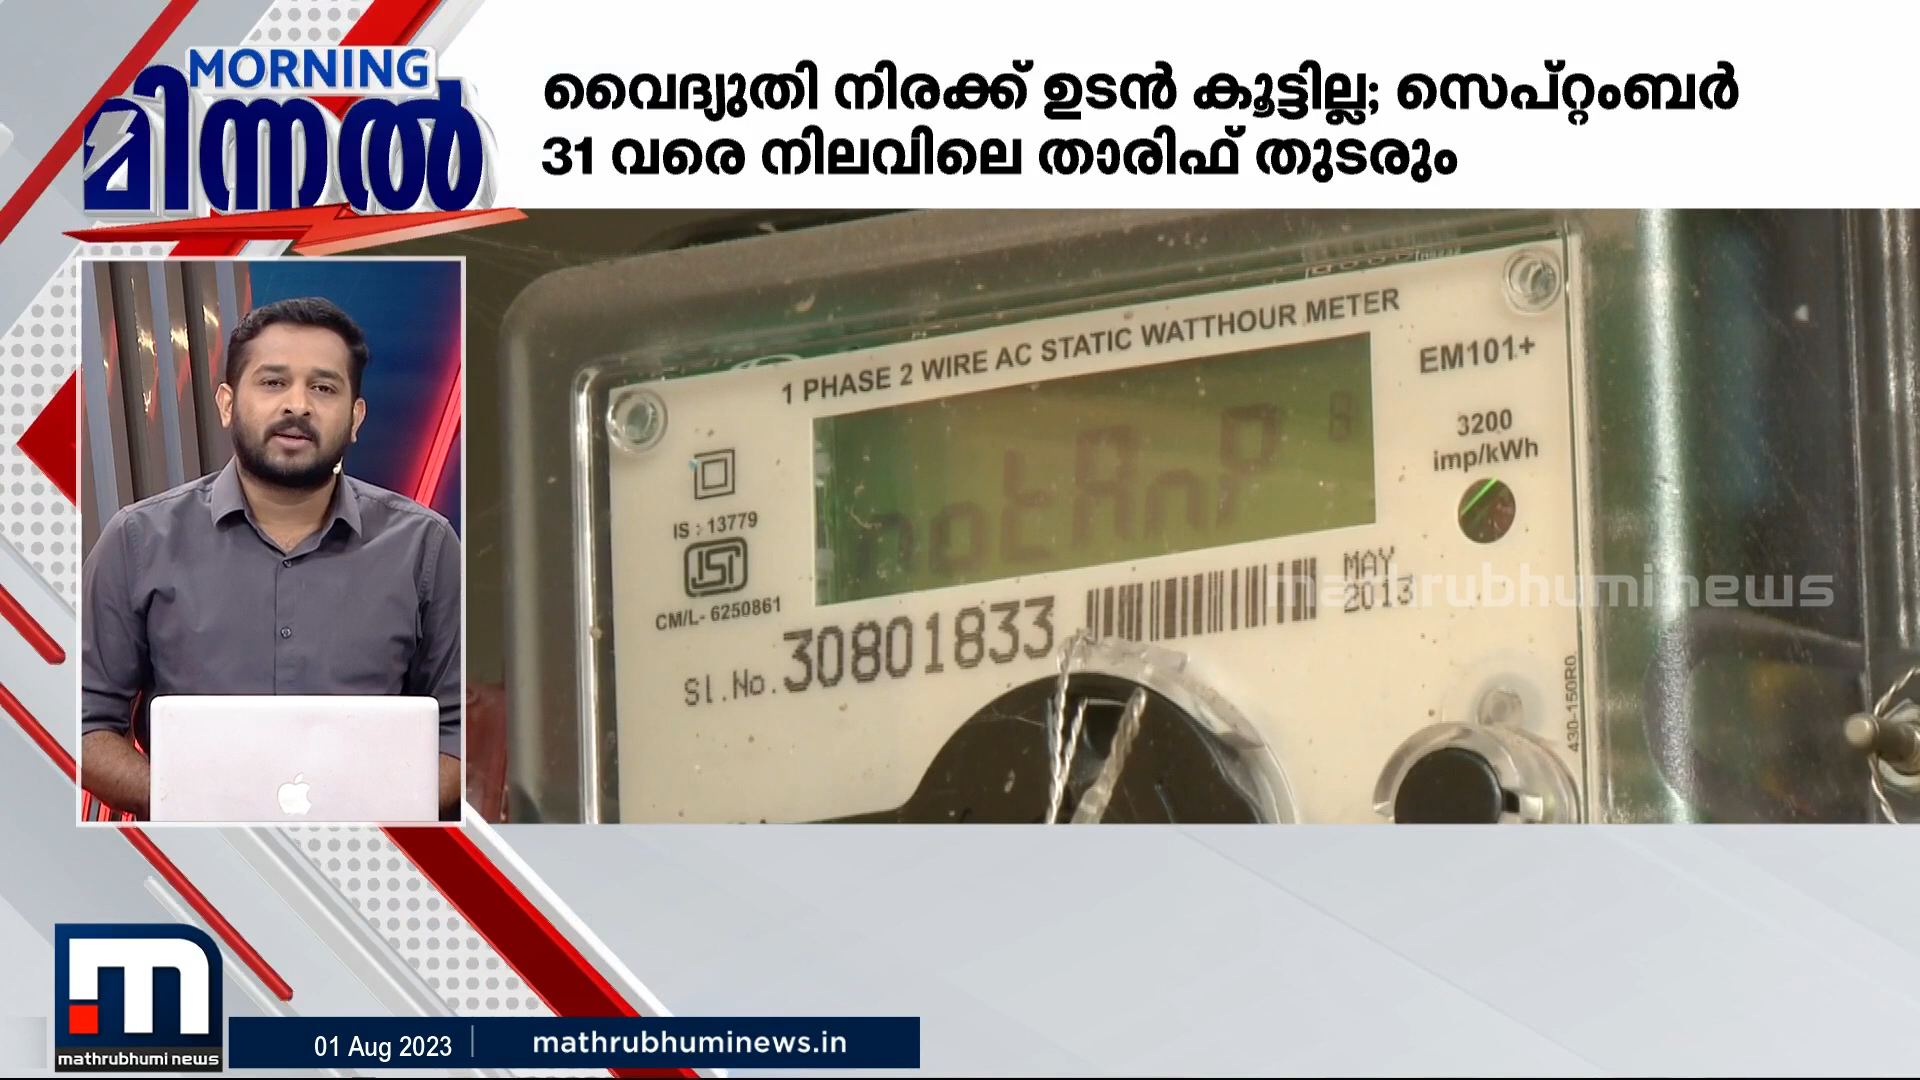 MORNING
മിന്നൽ
വൈദ്യുതി നിരക്ക് ഉടൻ കൂട്ടില്ല; സെപ്റ്റംബർ
31 വരെ നിലവിലെ താരിഫ് തുടരും
1 PHASE 2 WIRE AC STATIC WATTHOUR METER
EM101+
3200
imp/kWh
notAnP
IS : 13779
ISI
CM/L- 6250861
Sl.No.30801833
MAY
2013
mathrubhuminews
430-150R0
mathrubhumi news
01 Aug 2023
mathrubhuminews.in